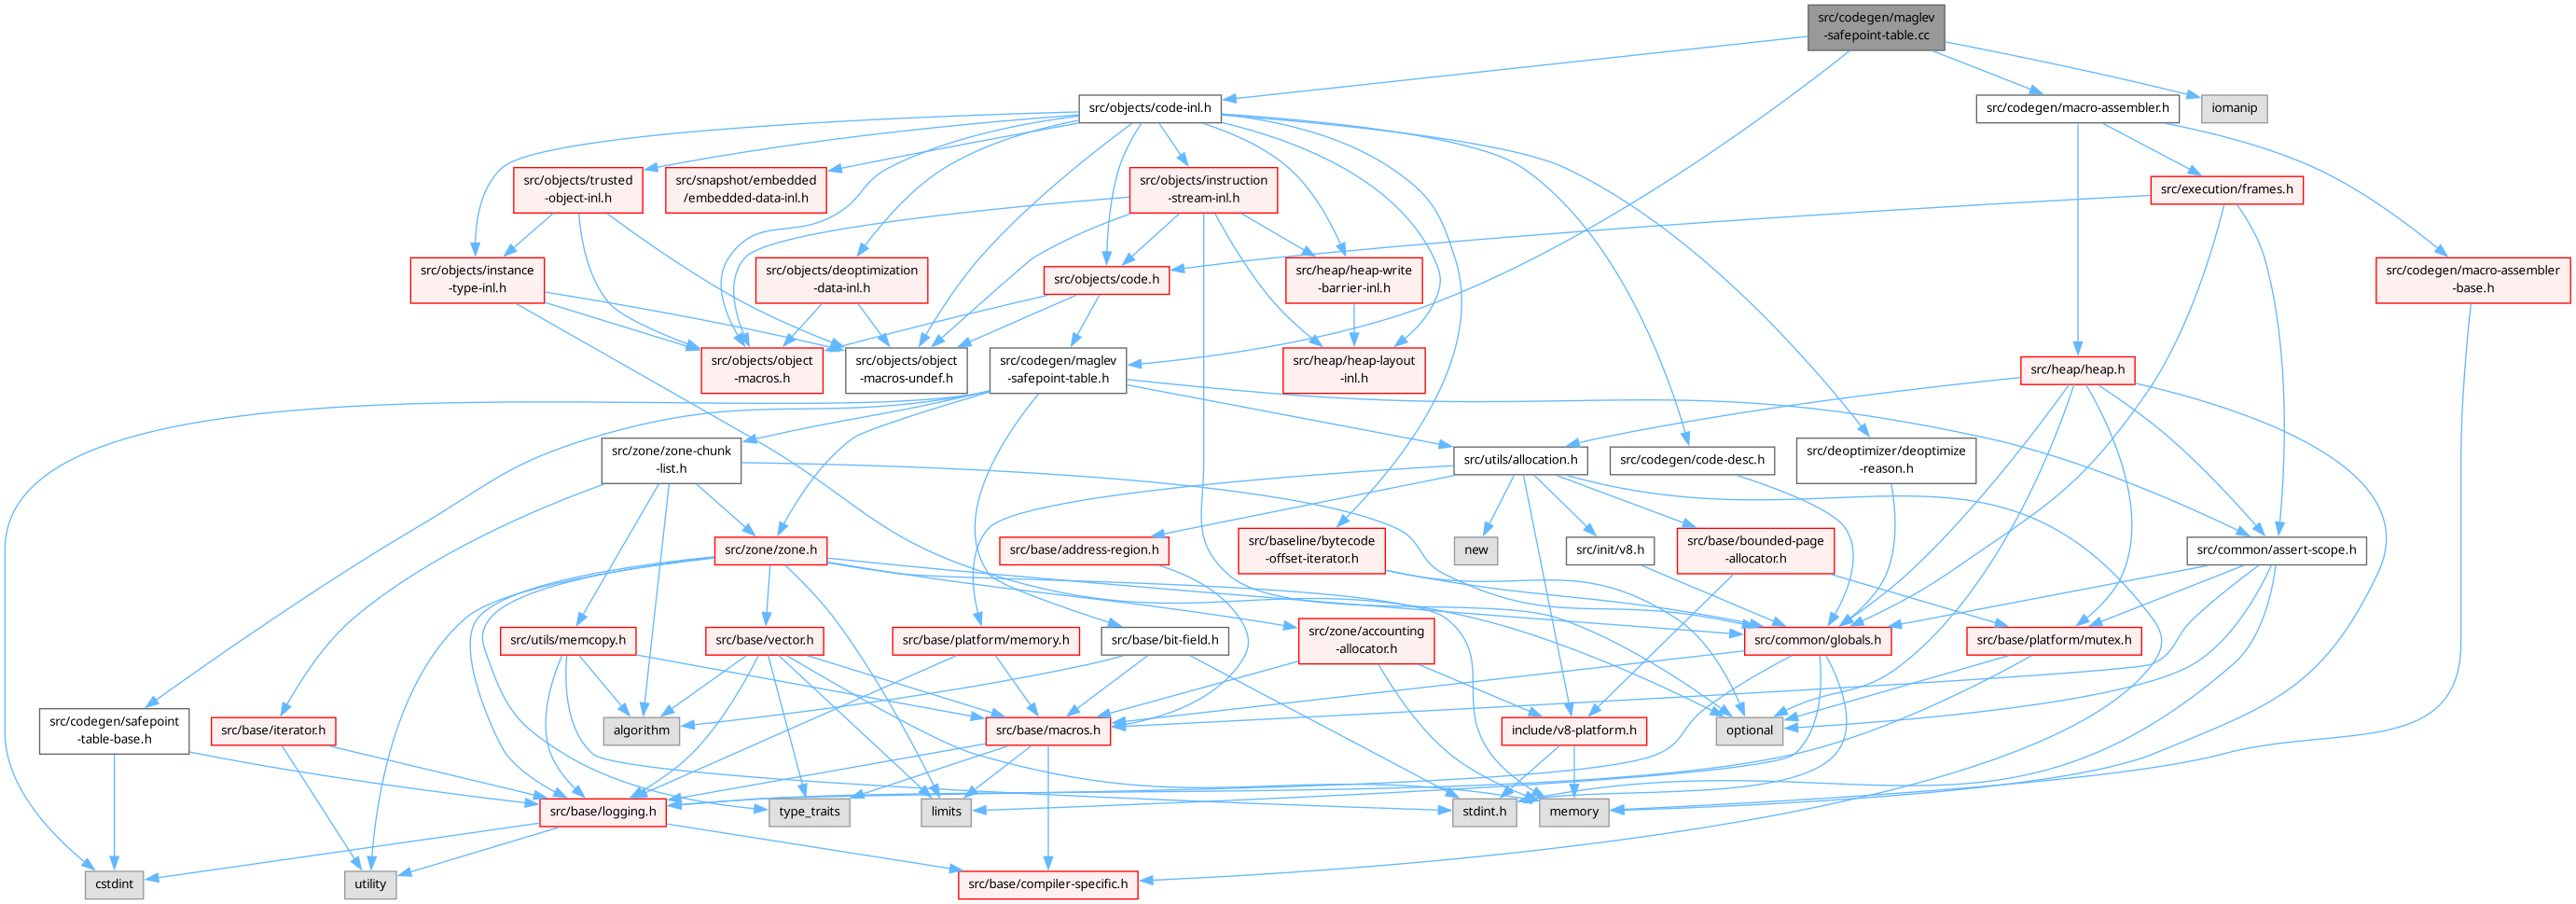 src/codegen/maglev
-safepoint-table.cc
src/objects/code-inl.h
src/codegen/macro-assembler.h
iomanip
src/objects/trusted
-object-inl.h
src/snapshot/embedded
/embedded-data-inl.h
src/objects/instruction
-stream-inl.h
src/execution/frames.h
src/objects/instance
-type-inl.h
src/objects/deoptimization
-data-inl.h
src/objects/code.h
src/heap/heap-write
-barrier-inl.h
src/codegen/macro-assembler
-base.h
src/objects/object
-macros.h
src/objects/object
-macros-undef.h
src/codegen/maglev
-safepoint-table.h
src/heap/heap-layout
-inl.h
src/heap/heap.h
src/zone/zone-chunk
-list.h
src/utils/allocation.h
src/codegen/code-desc.h
src/deoptimizer/deoptimize
-reason.h
src/zone/zone.h
src/base/address-region.h
src/baseline/bytecode
-offset-iterator.h
new
src/init/v8.h
src/base/bounded-page
-allocator.h
src/common/assert-scope.h
src/utils/memcopy.h
src/base/vector.h
src/base/platform/memory.h
src/base/bit-field.h
src/zone/accounting
-allocator.h
src/common/globals.h
src/base/platform/mutex.h
src/codegen/safepoint
-table-base.h
src/base/iterator.h
algorithm
src/base/macros.h
include/v8-platform.h
optional
src/base/logging.h
type_traits
limits
stdint.h
memory
cstdint
utility
src/base/compiler-specific.h